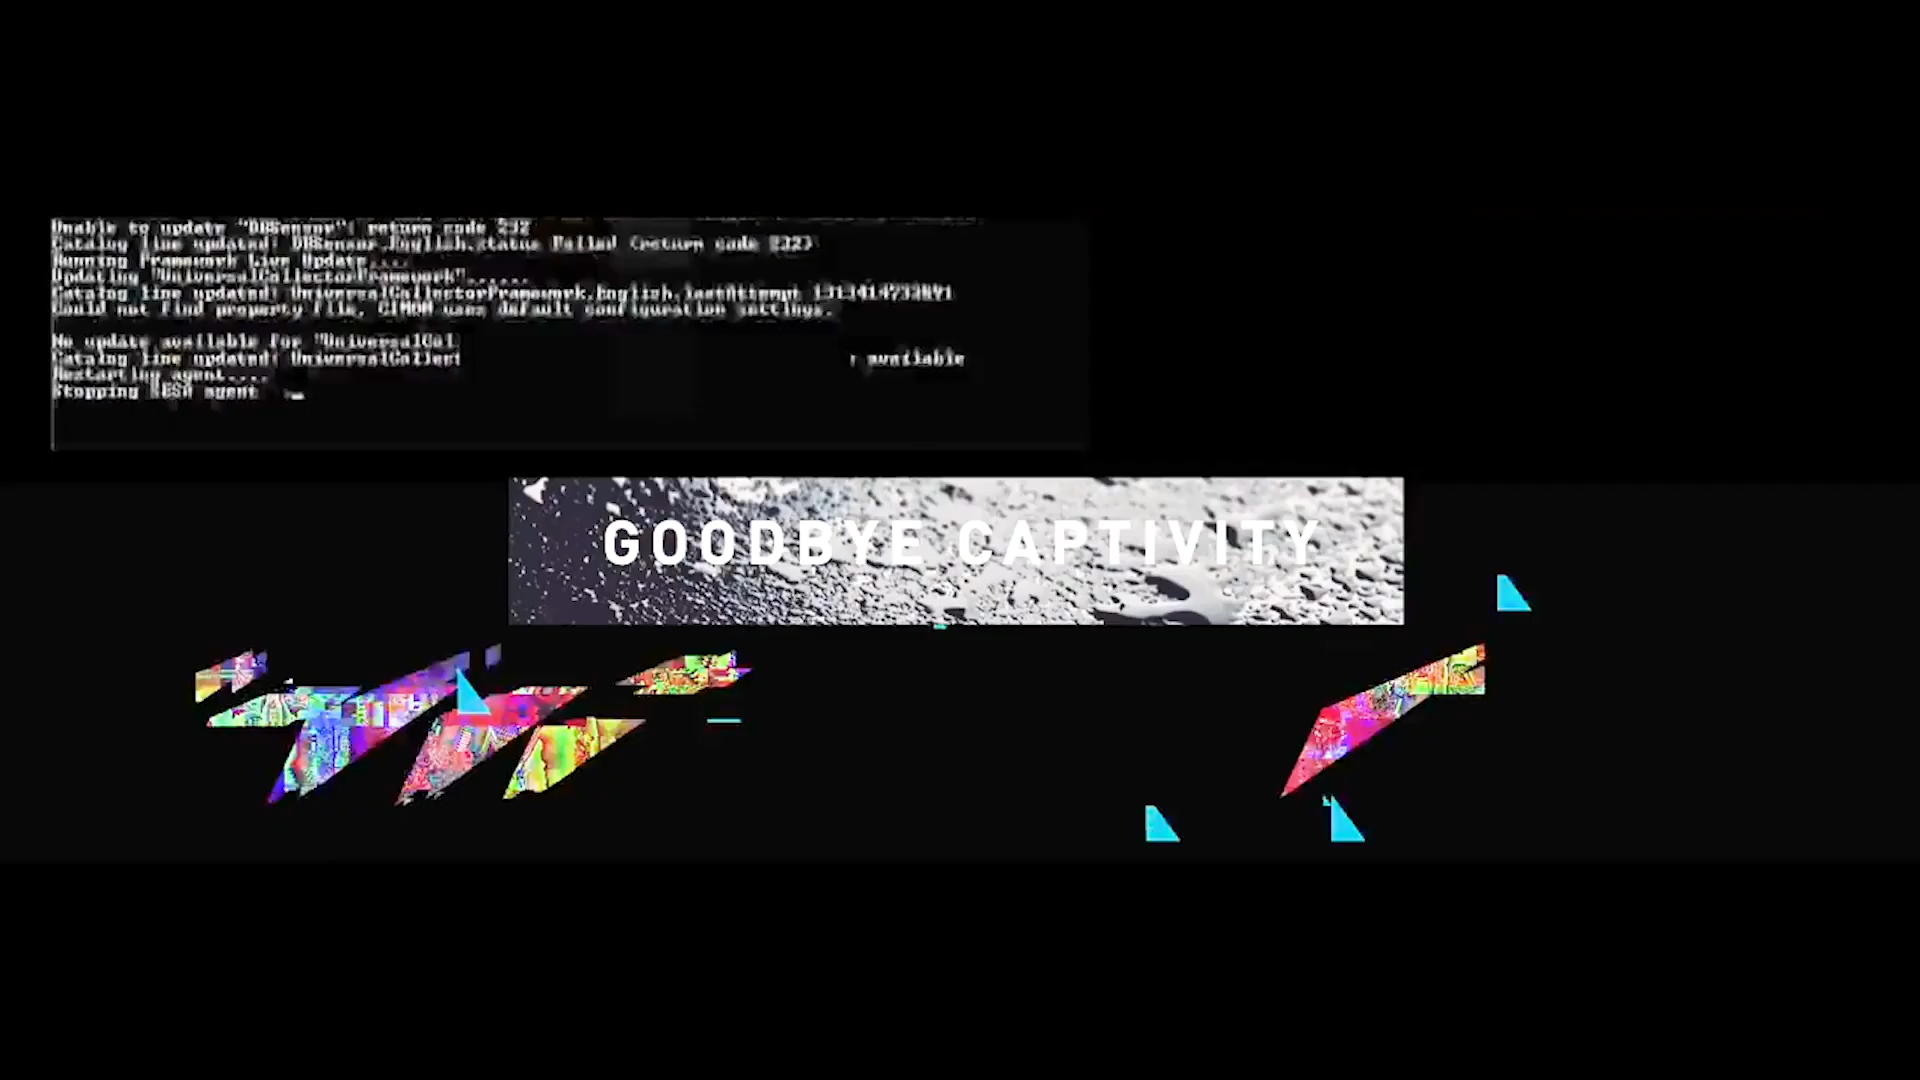 Unable to update "DBSensor": return code 232
Catalog line updated: DBSensor.English.status Failed (return code 232)
Running Framework Live Update....
Updating "UniversalCollectorFramework"......
Catalog line updated: UniversalCollectorFramework.English.lastAttempt
Could not find property file, CIMOM uses default configuration settings.
No update available for "UniversalCol
Catalog line updated: UniversalCollect available
Restarting agent....
Stopping SESA agent
GOODBYE CAPTIVITY